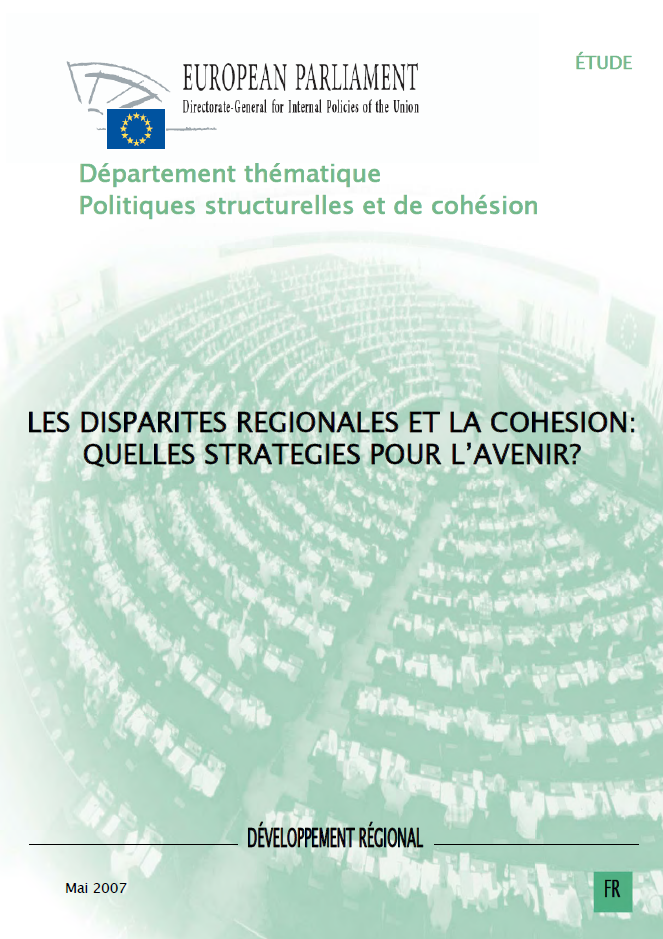 EUROPEAN PARLIAMENT
Directorate-General for Internal Policies of the Union
ÉTUDE
Département thématique
Politiques structurelles et de cohésion
LES DISPARITES REGIONALES ET LA COHESION:
QUELLES STRATEGIES POUR L’AVENIR?
DÉVELOPPEMENT RÉGIONAL
Mai 2007
FR